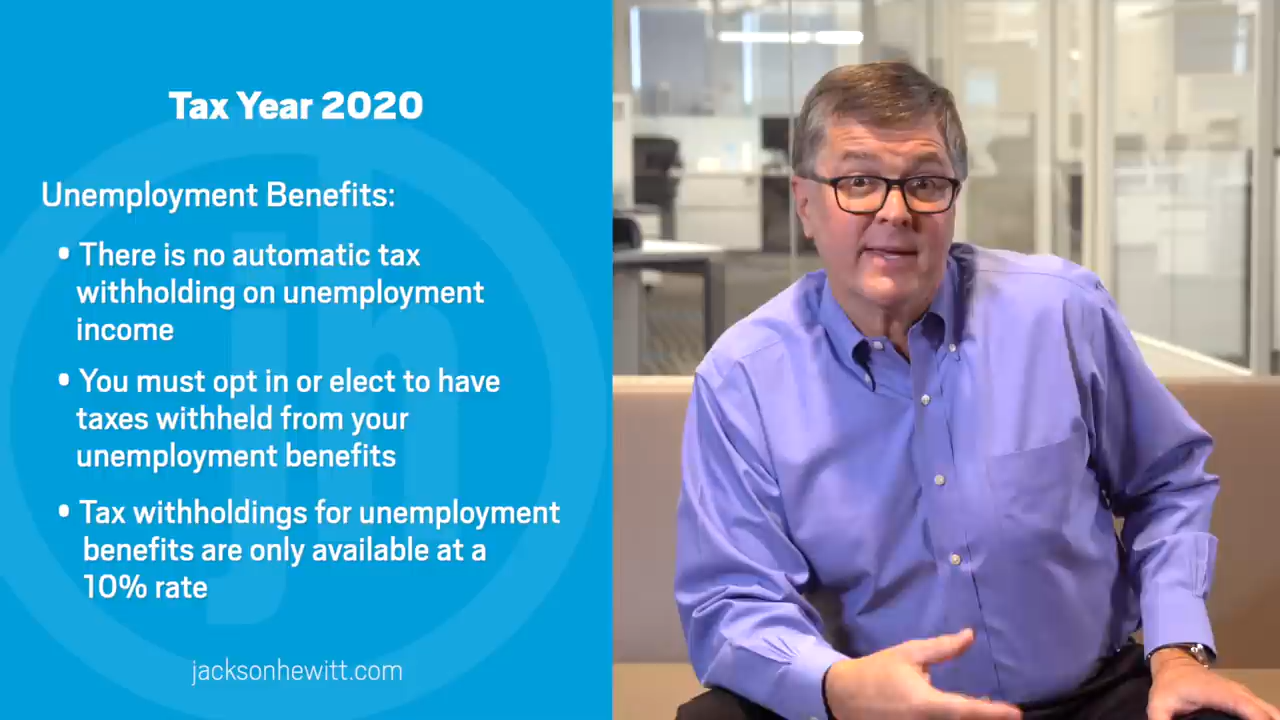 Tax Year 2020
Unemployment Benefits:
• There is no automatic tax
withholding on unemployment
income
• You must opt in or elect to have
taxes withheld from your
unemployment benefits
• Tax withholdings for unemployment
benefits are only available at a
10% rate
jh
jacksonhewitt.com